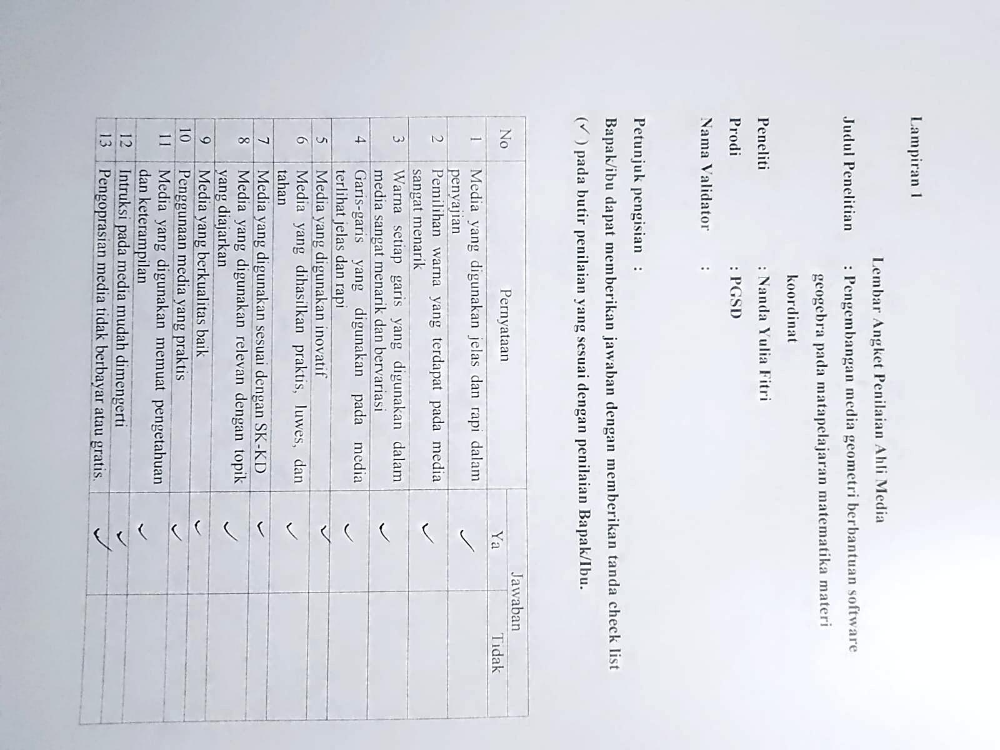 Lampiran 1
Lembar Angket Penilaian Ahli Media
Judul Penelitian : Pengembangan media geometri berbantuan software
geogebra pada matapelajaran matematika materi
koordinat
Peneliti : Nanda Yulia Fitri
Prodi : PGSD
Nama Validator :
Petunjuk pengisian :
Bapak/ibu dapat memberikan jawaban dengan memberikan tanda check list
(✓) pada butir penilaian yang sesuai dengan penilaian Bapak/Ibu.
No Pernyataan Jawaban
Ya Tidak
1 Media yang digunakan jelas dan rapi dalam ✓
penyajian
2 Pemilihan warna yang terdapat pada media ✓
sangat menarik
3 Warna setiap garis yang digunakan dalam ✓
media sangat menarik dan bervariasi
4 Garis-garis yang digunakan pada media ✓
terlihat jelas dan rapi
5 Media yang digunakan inovatif ✓
6 Media yang dihasilkan praktis, luwes, dan ✓
tahan
7 Media yang digunakan sesuai dengan SK-KD ✓
8 Media yang digunakan relevan dengan topik ✓
yang diajarkan
9 Media yang berkualitas baik ✓
10 Penggunaan media yang praktis ✓
11 Media yang digunakan memuat pengetahuan ✓
dan keterampilan
12 Intruksi pada media mudah dimengerti ✓
13 Pengoprasian media tidak berbayar atau gratis. ✓